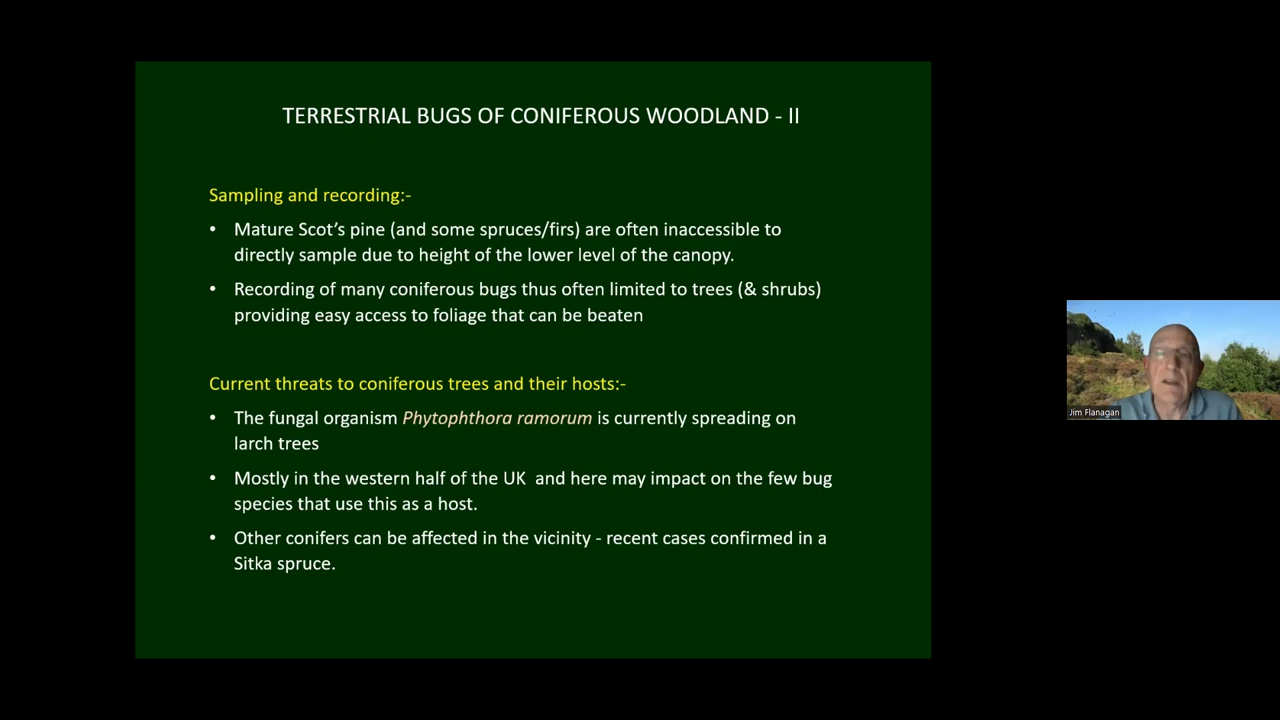 TERRESTRIAL BUGS OF CONIFEROUS WOODLAND - II
Sampling and recording:-
• Mature Scot’s pine (and some spruces/firs) are often inaccessible to
directly sample due to height of the lower level of the canopy.
• Recording of many coniferous bugs thus often limited to trees (& shrubs)
providing easy access to foliage that can be beaten
Current threats to coniferous trees and their hosts:-
• The fungal organism Phytophthora ramorum is currently spreading on
larch trees
• Mostly in the western half of the UK and here may impact on the few bug
species that use this as a host.
• Other conifers can be affected in the vicinity - recent cases confirmed in a
Sitka spruce.
Jim Flanagan